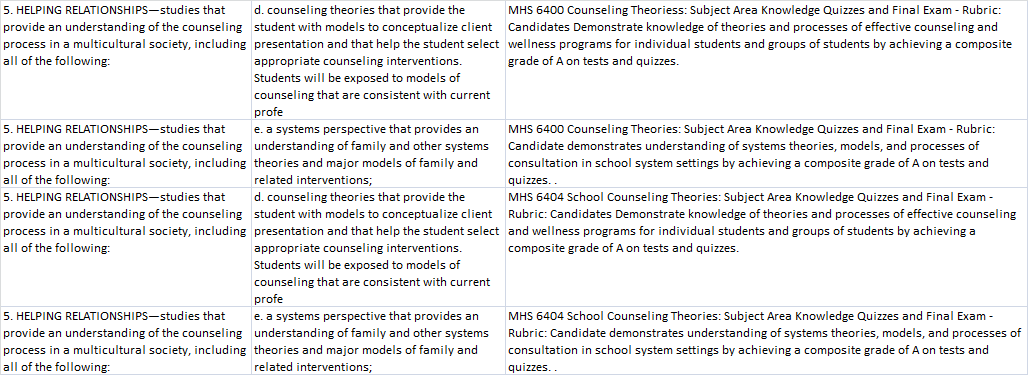 5. HELPING RELATIONSHIPS—studies that
provide an understanding of the counseling
process in a multicultural society, including
all of the following:
d. counseling theories that provide the
student with models to conceptualize client
presentation and that help the student select
appropriate counseling interventions.
Students will be exposed to models of
counseling that are consistent with current
profe
MHS 6400 Counseling Theoriess: Subject Area Knowledge Quizzes and Final Exam - Rubric:
Candidates Demonstrate knowledge of theories and processes of effective counseling and
wellness programs for individual students and groups of students by achieving a composite
grade of A on tests and quizzes.
5. HELPING RELATIONSHIPS—studies that
provide an understanding of the counseling
process in a multicultural society, including
all of the following:
e. a systems perspective that provides an
understanding of family and other systems
theories and major models of family and
related interventions;
MHS 6400 Counseling Theories: Subject Area Knowledge Quizzes and Final Exam - Rubric:
Candidate demonstrates understanding of systems theories, models, and processes of
consultation in school system settings by achieving a composite grade of A on tests and
quizzes. .
5. HELPING RELATIONSHIPS—studies that
provide an understanding of the counseling
process in a multicultural society, including
all of the following:
d. counseling theories that provide the
student with models to conceptualize client
presentation and that help the student select
appropriate counseling interventions.
Students will be exposed to models of
counseling that are consistent with current
profe
MHS 6404 School Counseling Theories: Subject Area Knowledge Quizzes and Final Exam -
Rubric: Candidates Demonstrate knowledge of theories and processes of effective counseling
and wellness programs for individual students and groups of students by achieving a
composite grade of A on tests and quizzes.
5. HELPING RELATIONSHIPS—studies that
provide an understanding of the counseling
process in a multicultural society, including
all of the following:
e. a systems perspective that provides an
understanding of family and other systems
theories and major models of family and
related interventions;
MHS 6404 School Counseling Theories: Subject Area Knowledge Quizzes and Final Exam -
Rubric: Candidate demonstrates understanding of systems theories, models, and processes of
consultation in school system settings by achieving a composite grade of A on tests and
quizzes. .